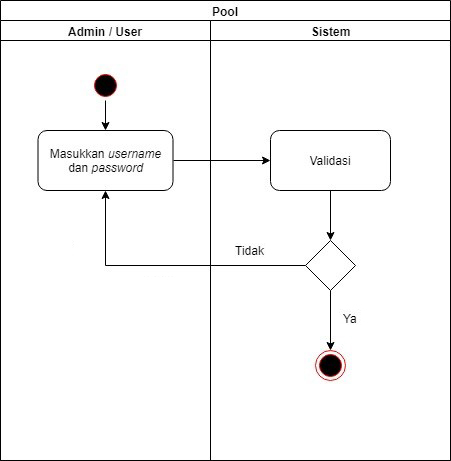 Pool
Admin / User
Sistem
Masukkan username
dan password
Validasi
Tidak
Ya